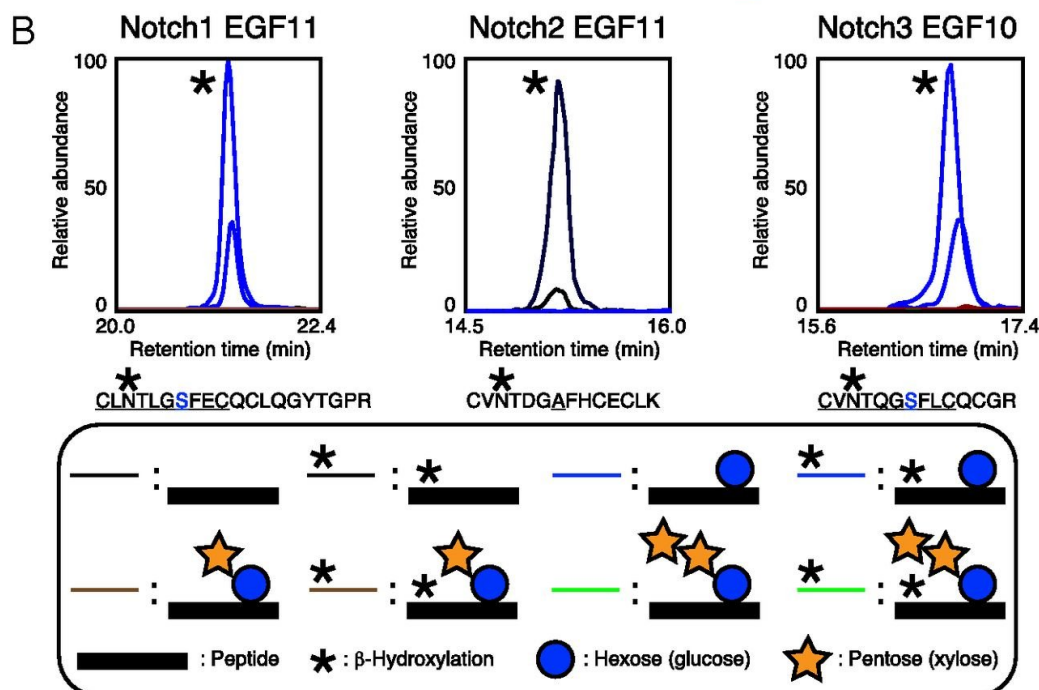 B
Notch1 EGF11 Notch2 EGF11 Notch3 EGF10
Relative abundance
100
50
0
20.0 22.4
Retention time (min)
*
Relative abundance
100
50
0
14.5 16.0
Retention time (min)
*
Relative abundance
100
50
0
15.6 17.4
Retention time (min)
*
*
CLNTLGSFECQCLQGYTGPR
*
CVNTDGAFHCECLK
*
CVNTQGSFLCQCGR
: * : * : * : *
: * : * : * : *
: Peptide * : β-Hydroxylation : Hexose (glucose) : Pentose (xylose)